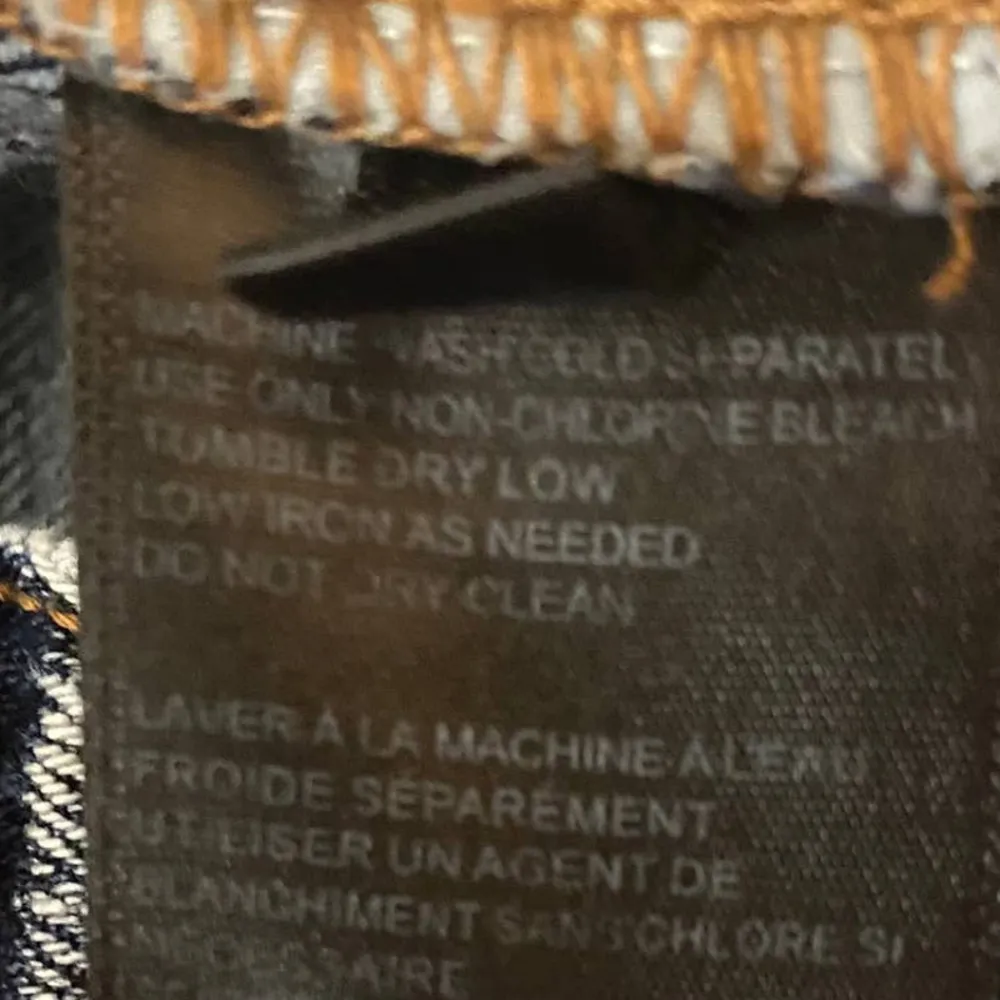 MACHINE WASH COLD SEPARATELY
USE ONLY NON-CHLORINE BLEACH
TUMBLE DRY LOW
LOW IRON AS NEEDED
DO NOT DRY CLEAN
LAVER À LA MACHINE À L'EAU
FROIDE SÉPARÉMENT
UTILISER UN AGENT DE
BLANCHIMENT SANS CHLORE SI
NÉCESSAIRE